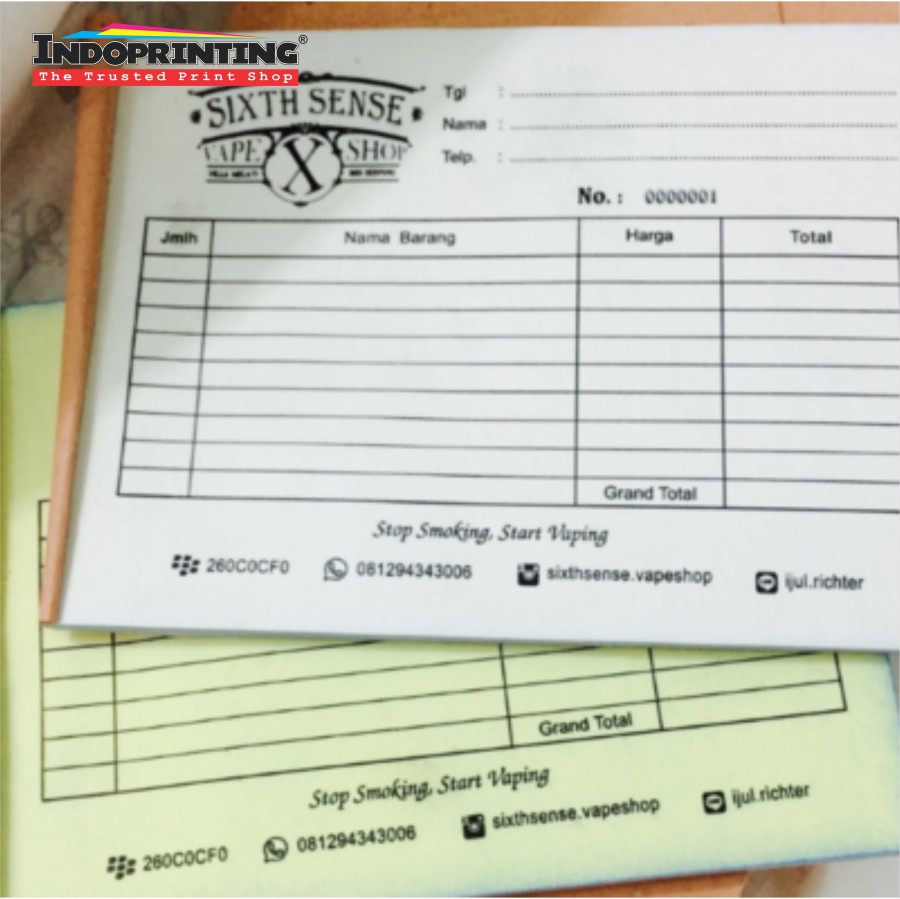 INDOPRINTING®
The Trusted Print Shop
SIXTH SENSE
VAPE X SHOP
Tgl :
Nama :
Telp. :
No. : 0000001
Jmlh Nama Barang Harga Total
Grand Total
Stop Smoking, Start Vaping
260C0CF0 081294343006 sixthsense.vapeshop ijul.richter
Grand Total
Stop Smoking, Start Vaping
260C0CF0 081294343006 sixthsense.vapeshop ijul.richter